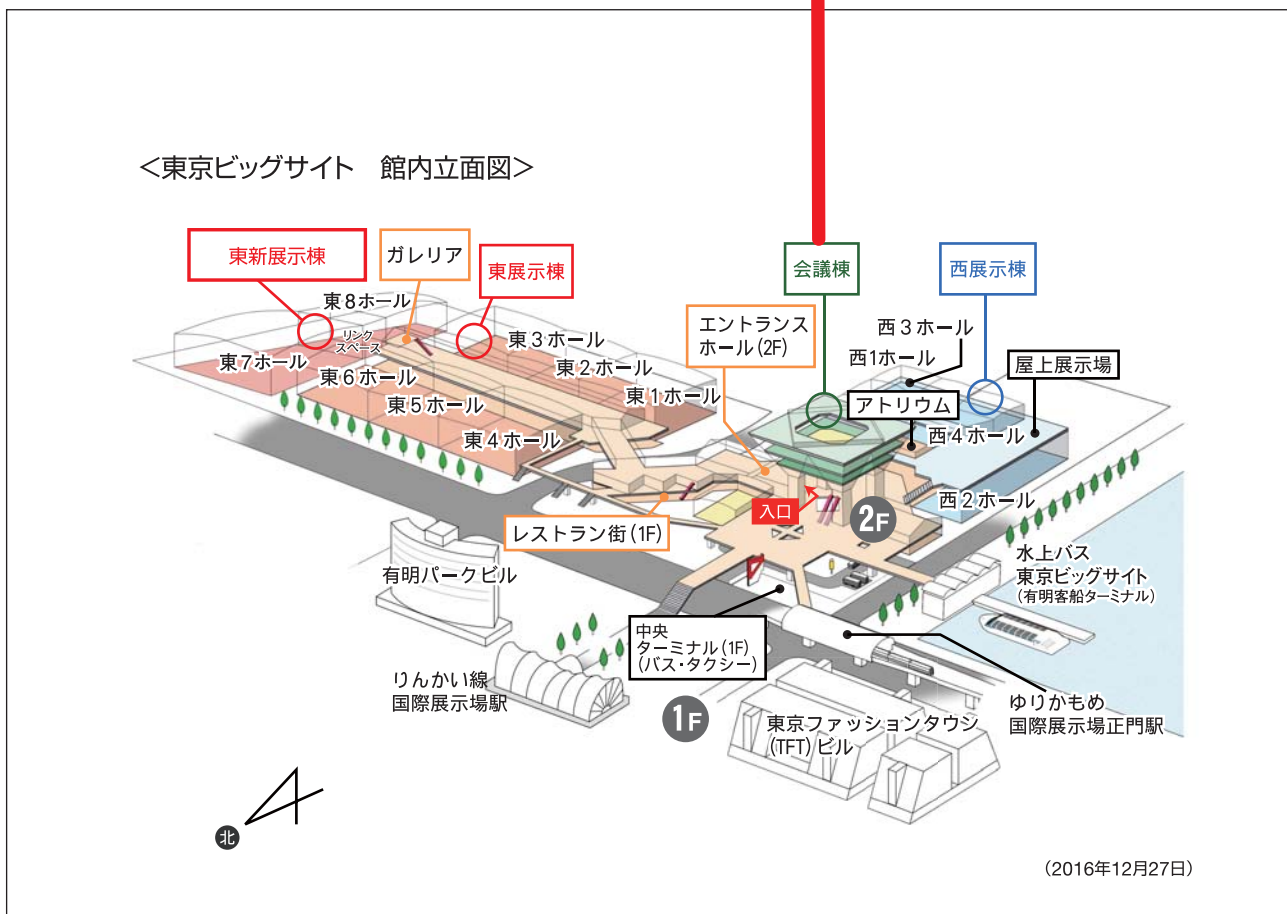 ＜東京ビッグサイト　館内立面図＞
東新展示棟
ガレリア
東展示棟
会議棟
西展示棟
東8ホール
リンク
スペース
東7ホール
東6ホール
東5ホール
東4ホール
東3ホール
東2ホール
東1ホール
エントランス
ホール(2F)
西3ホール
西1ホール
屋上展示場
アトリウム
西4ホール
西2ホール
入口
2F
レストラン街(1F)
有明パークビル
水上バス
東京ビッグサイト
(有明客船ターミナル)
中央
ターミナル(1F)
(バス・タクシー)
りんかい線
国際展示場駅
1F
東京ファッションタウン
(TFT)ビル
ゆりかもめ
国際展示場正門駅
北
(2016年12月27日)